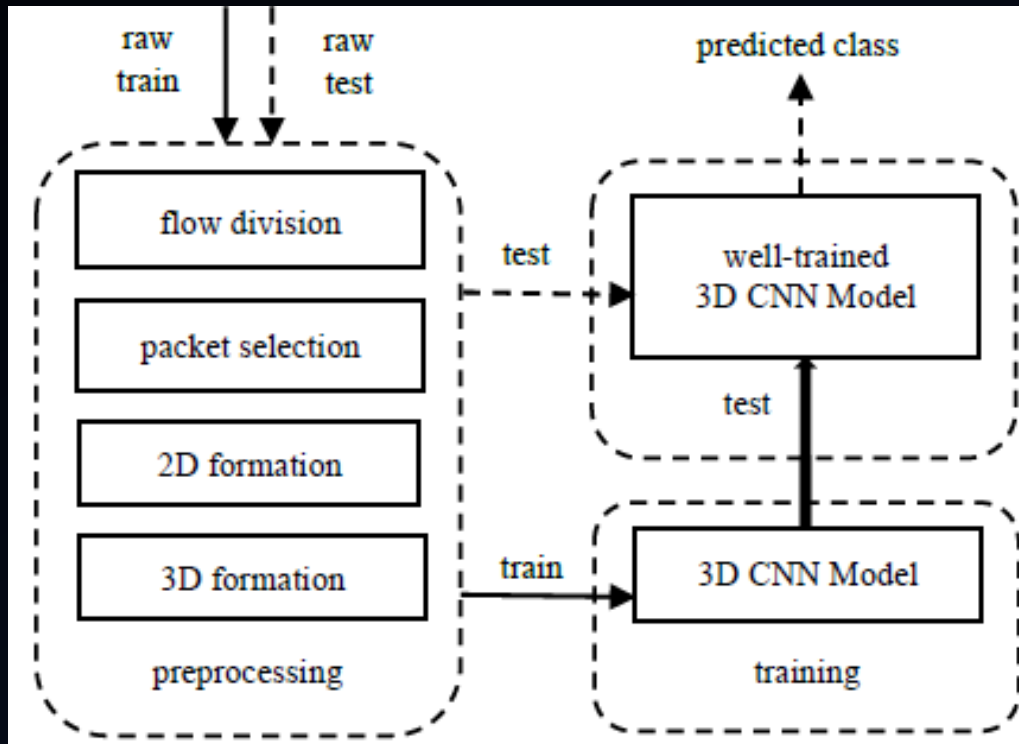 raw
train
raw
test
predicted class
flow division
packet selection
2D formation
3D formation
preprocessing
test
train
well-trained
3D CNN Model
test
3D CNN Model
training